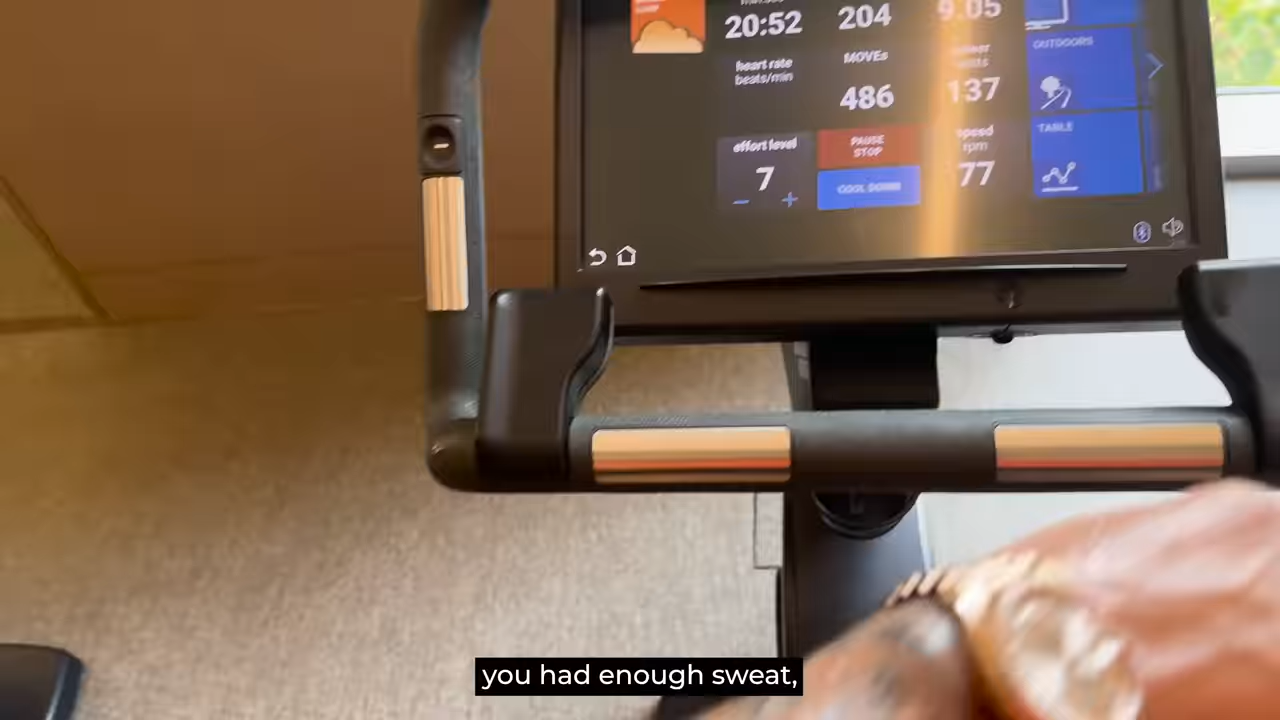 20:52
204
9.05
heart rate
beats/min
MOVEs
486
137
OUTDOORS
effort level
7
− +
PAUSE
STOP
COOL DOWN
speed
rpm
77
TABLE
you had enough sweat,